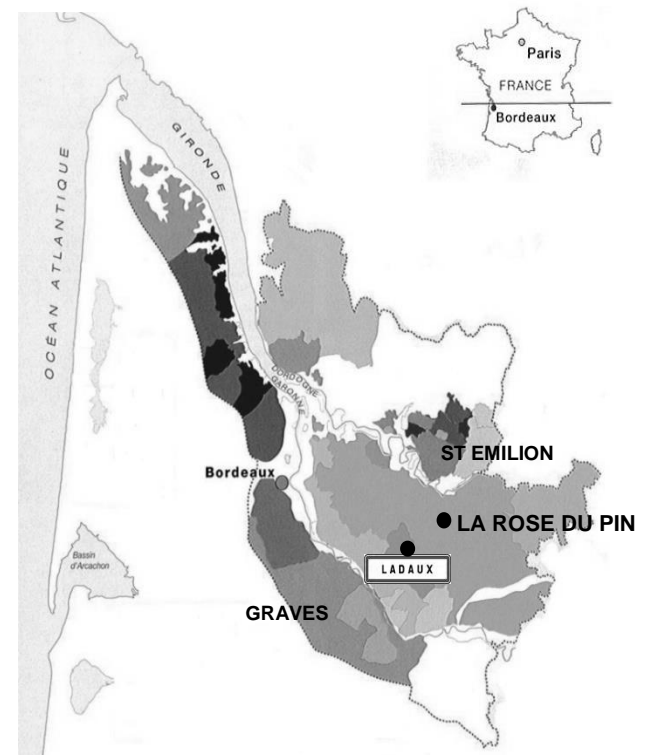 Paris
FRANCE
Bordeaux
GIRONDE
OCÉAN ATLANTIQUE
DORDOGNE
GARONNE
ST EMILION
Bordeaux
LA ROSE DU PIN
LADAUX
Bassin
d'Arcachon
GRAVES